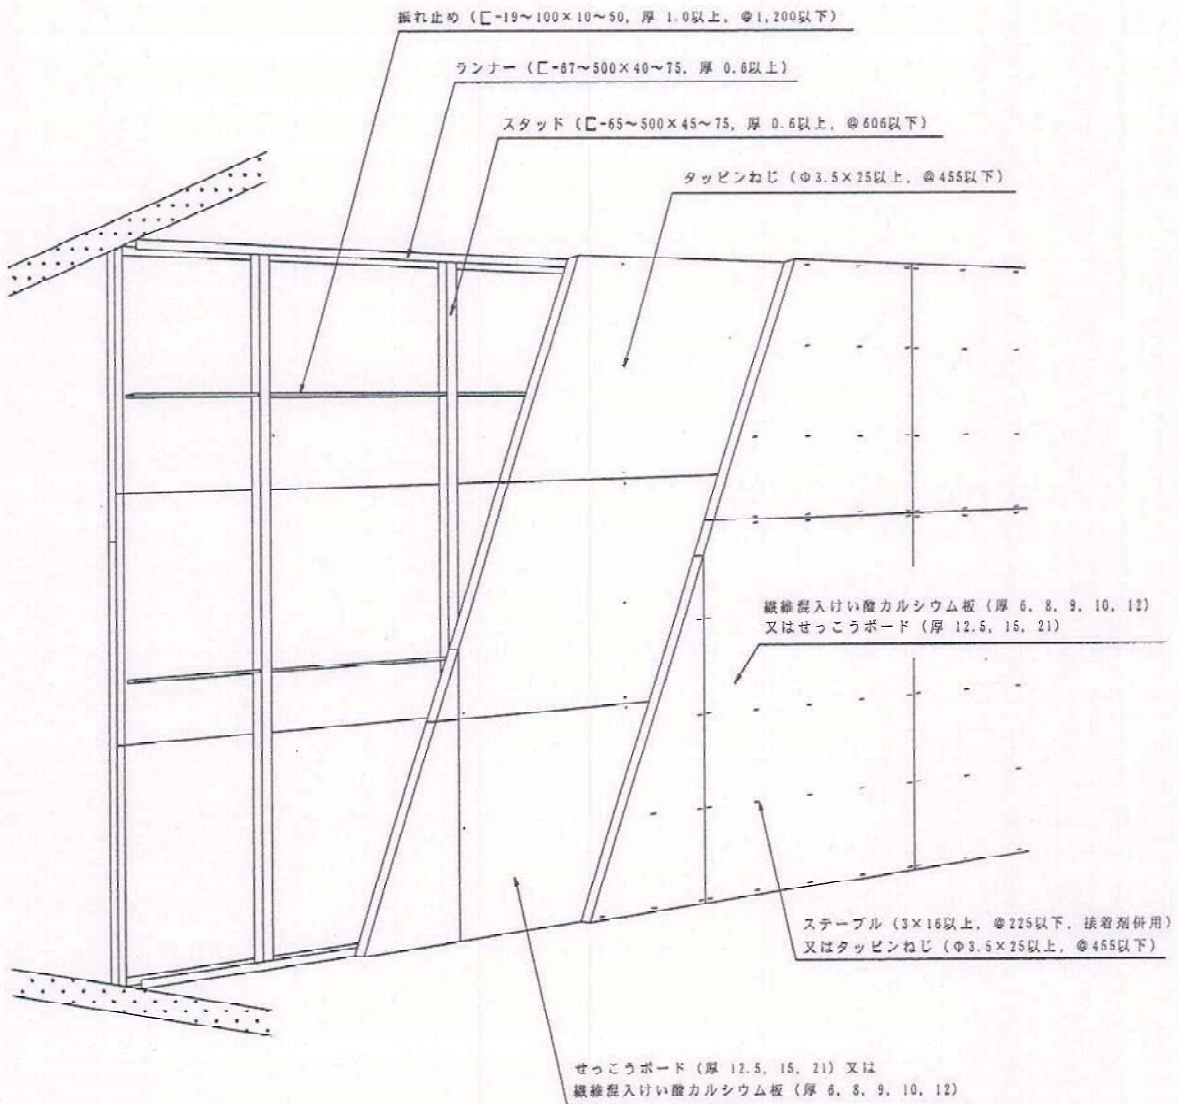 振れ止め (⊏-19～100×10～50, 厚 1.0以上, @1,200以下)
ランナー (⊏-67～500×40～75, 厚 0.6以上)
スタッド (⊏-65～500×45～75, 厚 0.6以上, @606以下)
タッピンねじ (Φ3.5×25以上, @455以下)
繊維混入けい酸カルシウム板 (厚 6, 8, 9, 10, 12)
又はせっこうボード (厚 12.5, 15, 21)
ステープル (3×16以上, @225以下, 接着剤併用)
又はタッピンねじ (Φ3.5×25以上, @455以下)
せっこうボード (厚 12.5, 15, 21) 又は
繊維混入けい酸カルシウム板 (厚 6, 8, 9, 10, 12)